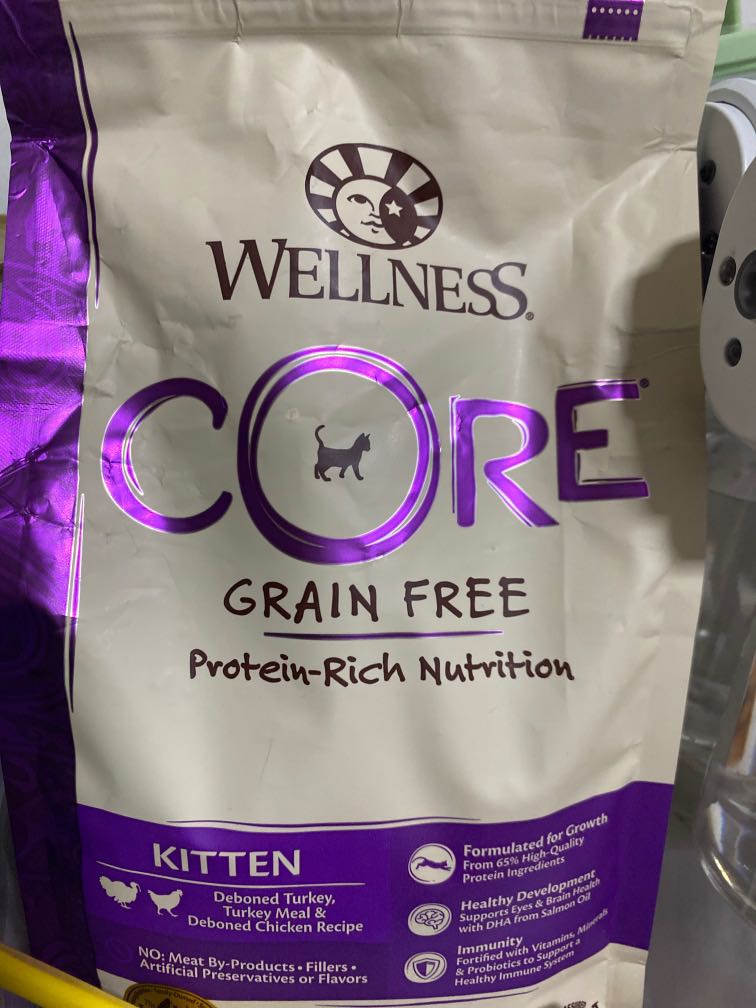 WELLNESS®
CORE®
GRAIN FREE
Protein-Rich Nutrition
KITTEN
Deboned Turkey,
Turkey Meal &
Deboned Chicken Recipe
NO: Meat By-Products • Fillers •
Artificial Preservatives or Flavors
Formulated for Growth
From 65% High-Quality
Protein Ingredients
Healthy Development
Supports Eyes & Brain Health
with DHA from Salmon Oil
Immunity
Fortified with Vitamins, Minerals
& Probiotics to Support a
Healthy Immune System